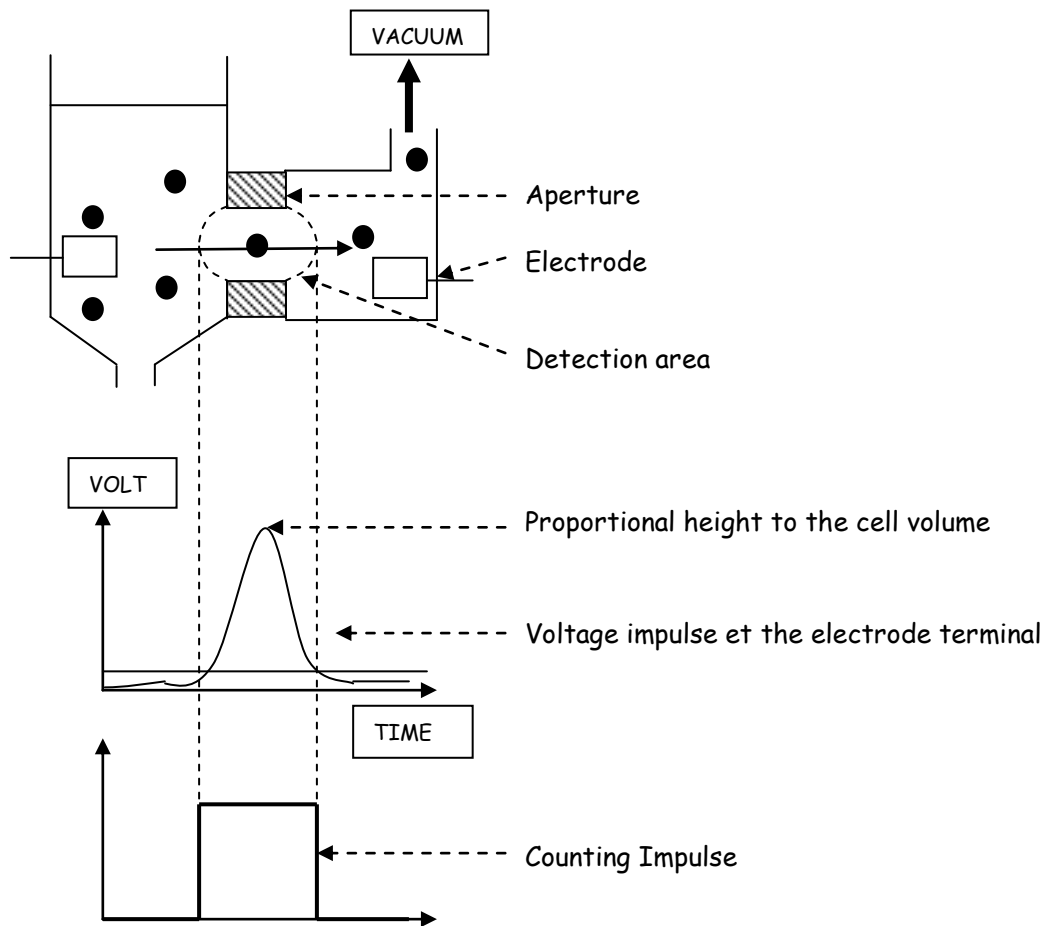 VACUUM
Aperture
Electrode
Detection area
VOLT
Proportional height to the cell volume
Voltage impulse et the electrode terminal
TIME
Counting Impulse